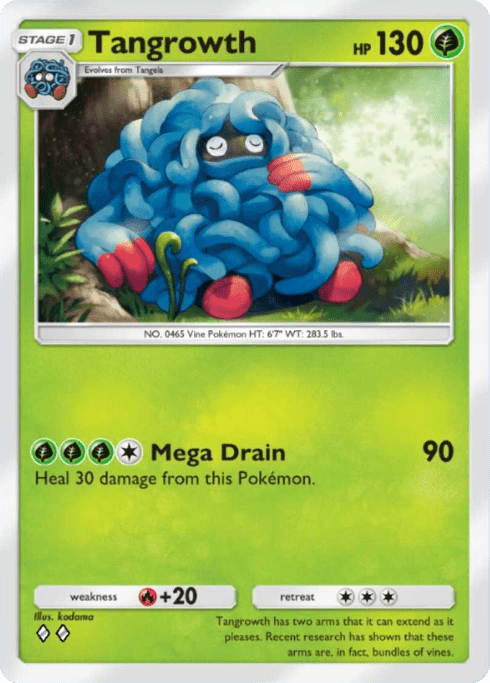 STAGE 1 Tangrowth HP 130
Evolves from Tangela
NO. 0465 Vine Pokémon HT: 6'7" WT: 283.5 lbs.
Mega Drain 90
Heal 30 damage from this Pokémon.
weakness +20 retreat
Illus. kodama
Tangrowth has two arms that it can extend as it
pleases. Recent research has shown that these
arms are, in fact, bundles of vines.